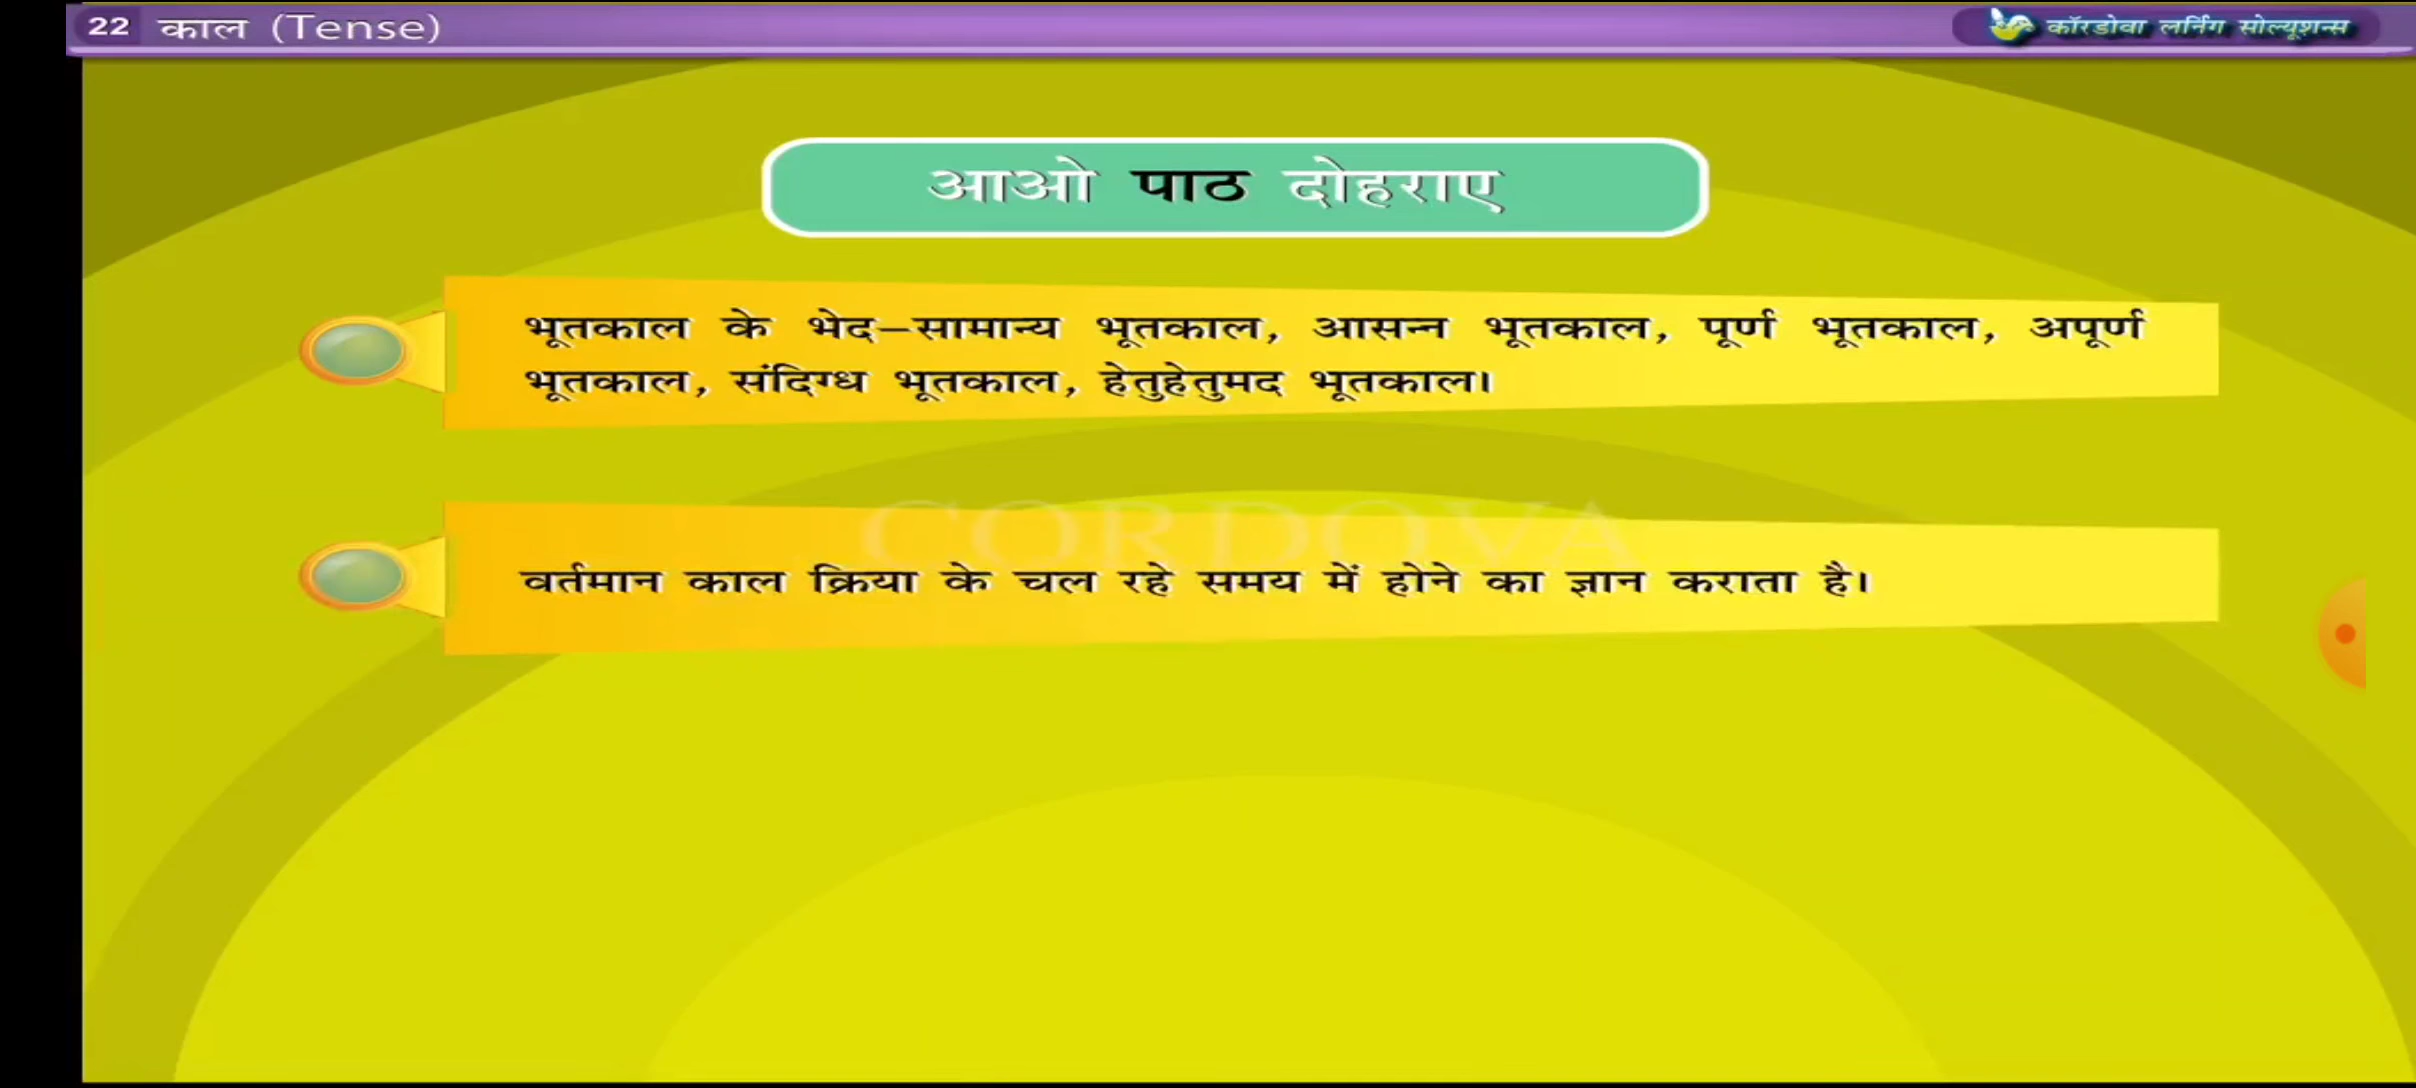 22 काल (Tense)
कॉरडोवा लर्निंग सोल्यूशन्स
आओ पाठ दोहराए
भूतकाल के भेद–सामान्य भूतकाल, आसन्न भूतकाल, पूर्ण भूतकाल, अपूर्ण
भूतकाल, संदिग्ध भूतकाल, हेतुहेतुमद भूतकाल।
CORDOVA
वर्तमान काल क्रिया के चल रहे समय में होने का ज्ञान कराता है।